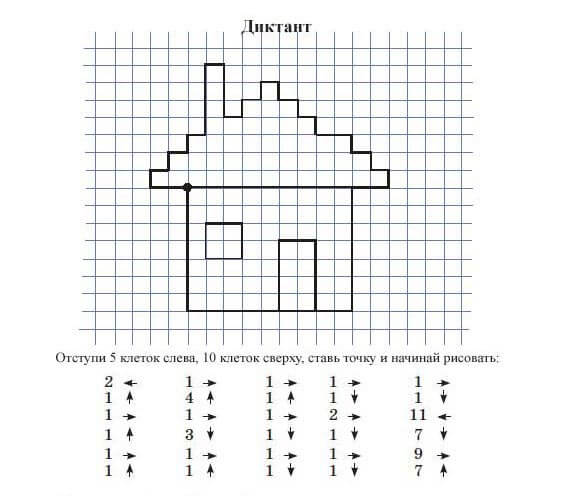 Диктант
Отступи 5 клеток слева, 10 клеток сверху, ставь точку и начинай рисовать:
2 ← 1 → 1 → 1 → 1 →
1 ↑ 4 ↑ 1 ↑ 1 ↓ 1 ↓
1 → 1 → 1 → 2 → 11 ←
1 ↑ 3 ↓ 1 ↓ 1 ↓ 7 ↓
1 → 1 → 1 → 1 → 9 →
1 ↑ 1 ↑ 1 ↓ 1 ↓ 7 ↑